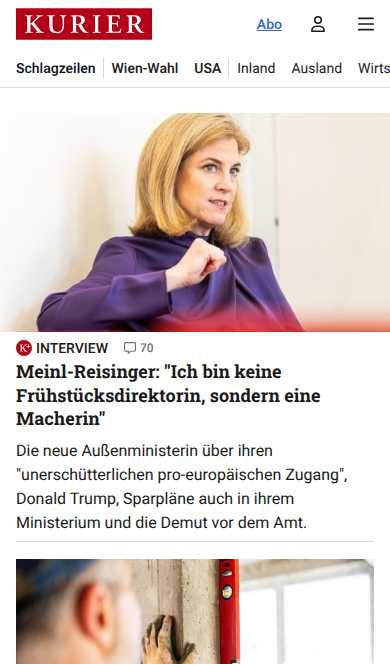 KURIER
Abo
Schlagzeilen Wien-Wahl USA Inland Ausland Wirts
K+ INTERVIEW 70
Meinl-Reisinger: "Ich bin keine
Frühstücksdirektorin, sondern eine
Macherin"
Die neue Außenministerin über ihren
"unerschütterlichen pro-europäischen Zugang",
Donald Trump, Sparpläne auch in ihrem
Ministerium und die Demut vor dem Amt.